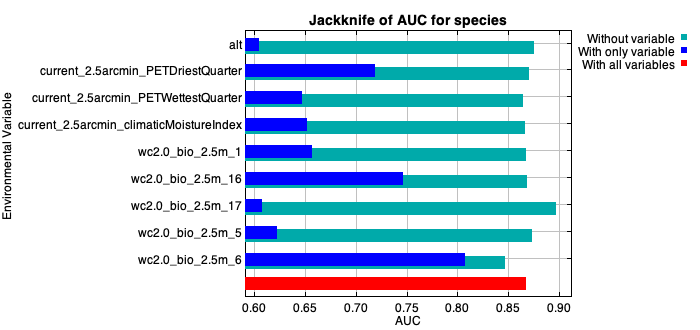 Jackknife of AUC for species
Without variable
With only variable
With all variables
Environmental Variable
alt
current_2.5arcmin_PETDriestQuarter
current_2.5arcmin_PETWettestQuarter
current_2.5arcmin_climaticMoistureIndex
wc2.0_bio_2.5m_1
wc2.0_bio_2.5m_16
wc2.0_bio_2.5m_17
wc2.0_bio_2.5m_5
wc2.0_bio_2.5m_6
0.60 0.65 0.70 0.75 0.80 0.85 0.90
AUC